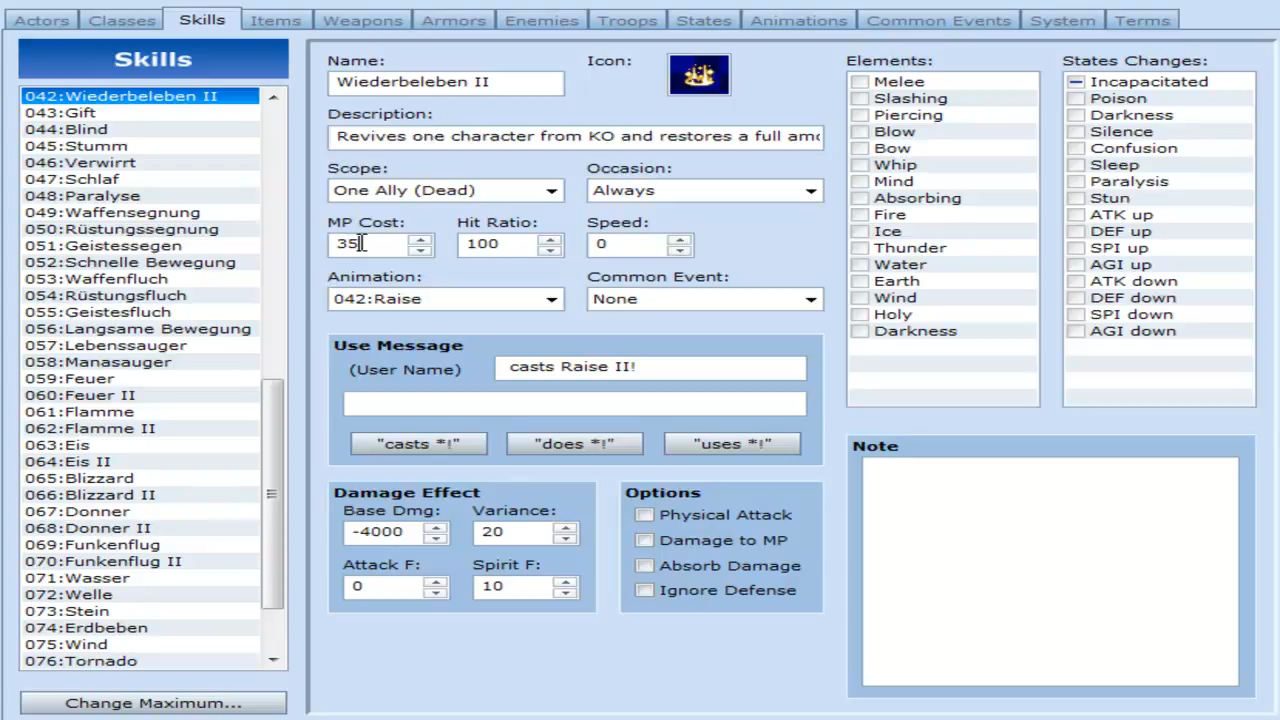 Actors Classes Skills Items Weapons Armors Enemies Troops States Animations Common Events System Terms
Skills
042:Wiederbeleben II
043:Gift
044:Blind
045:Stumm
046:Verwirrt
047:Schlaf
048:Paralyse
049:Waffensegnung
050:Rüstungssegnung
051:Geistessegen
052:Schnelle Bewegung
053:Waffenfluch
054:Rüstungsfluch
055:Geistesfluch
056:Langsame Bewegung
057:Lebenssauger
058:Manasauger
059:Feuer
060:Feuer II
061:Flamme
062:Flamme II
063:Eis
064:Eis II
065:Blizzard
066:Blizzard II
067:Donner
068:Donner II
069:Funkenflug
070:Funkenflug II
071:Wasser
072:Welle
073:Stein
074:Erdbeben
075:Wind
076:Tornado
Change Maximum...
Name: Icon:
Wiederbeleben II
Description:
Revives one character from KO and restores a full amo
Scope: Occasion:
One Ally (Dead) Always
MP Cost: Hit Ratio: Speed:
35 100 0
Animation: Common Event:
042:Raise None
Use Message
(User Name) casts Raise II!
"casts *!" "does *!" "uses *!"
Damage Effect
Base Dmg: Variance:
-4000 20
Attack F: Spirit F:
0 10
Options
Physical Attack
Damage to MP
Absorb Damage
Ignore Defense
Elements:
Melee
Slashing
Piercing
Blow
Bow
Whip
Mind
Absorbing
Fire
Ice
Thunder
Water
Earth
Wind
Holy
Darkness
States Changes:
Incapacitated
Poison
Darkness
Silence
Confusion
Sleep
Paralysis
Stun
ATK up
DEF up
SPI up
AGI up
ATK down
DEF down
SPI down
AGI down
Note